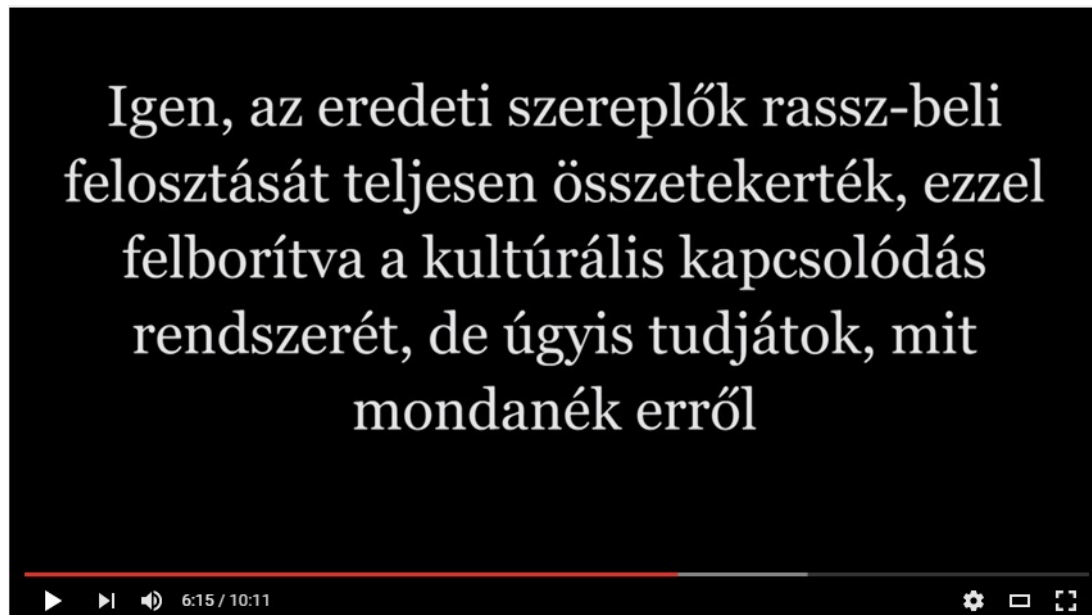 Igen, az eredeti szereplők rassz-beli
felosztását teljesen összetekerték, ezzel
felborítva a kultúrális kapcsolódás
rendszerét, de úgyis tudjátok, mit
mondanék erről
6:15 / 10:11